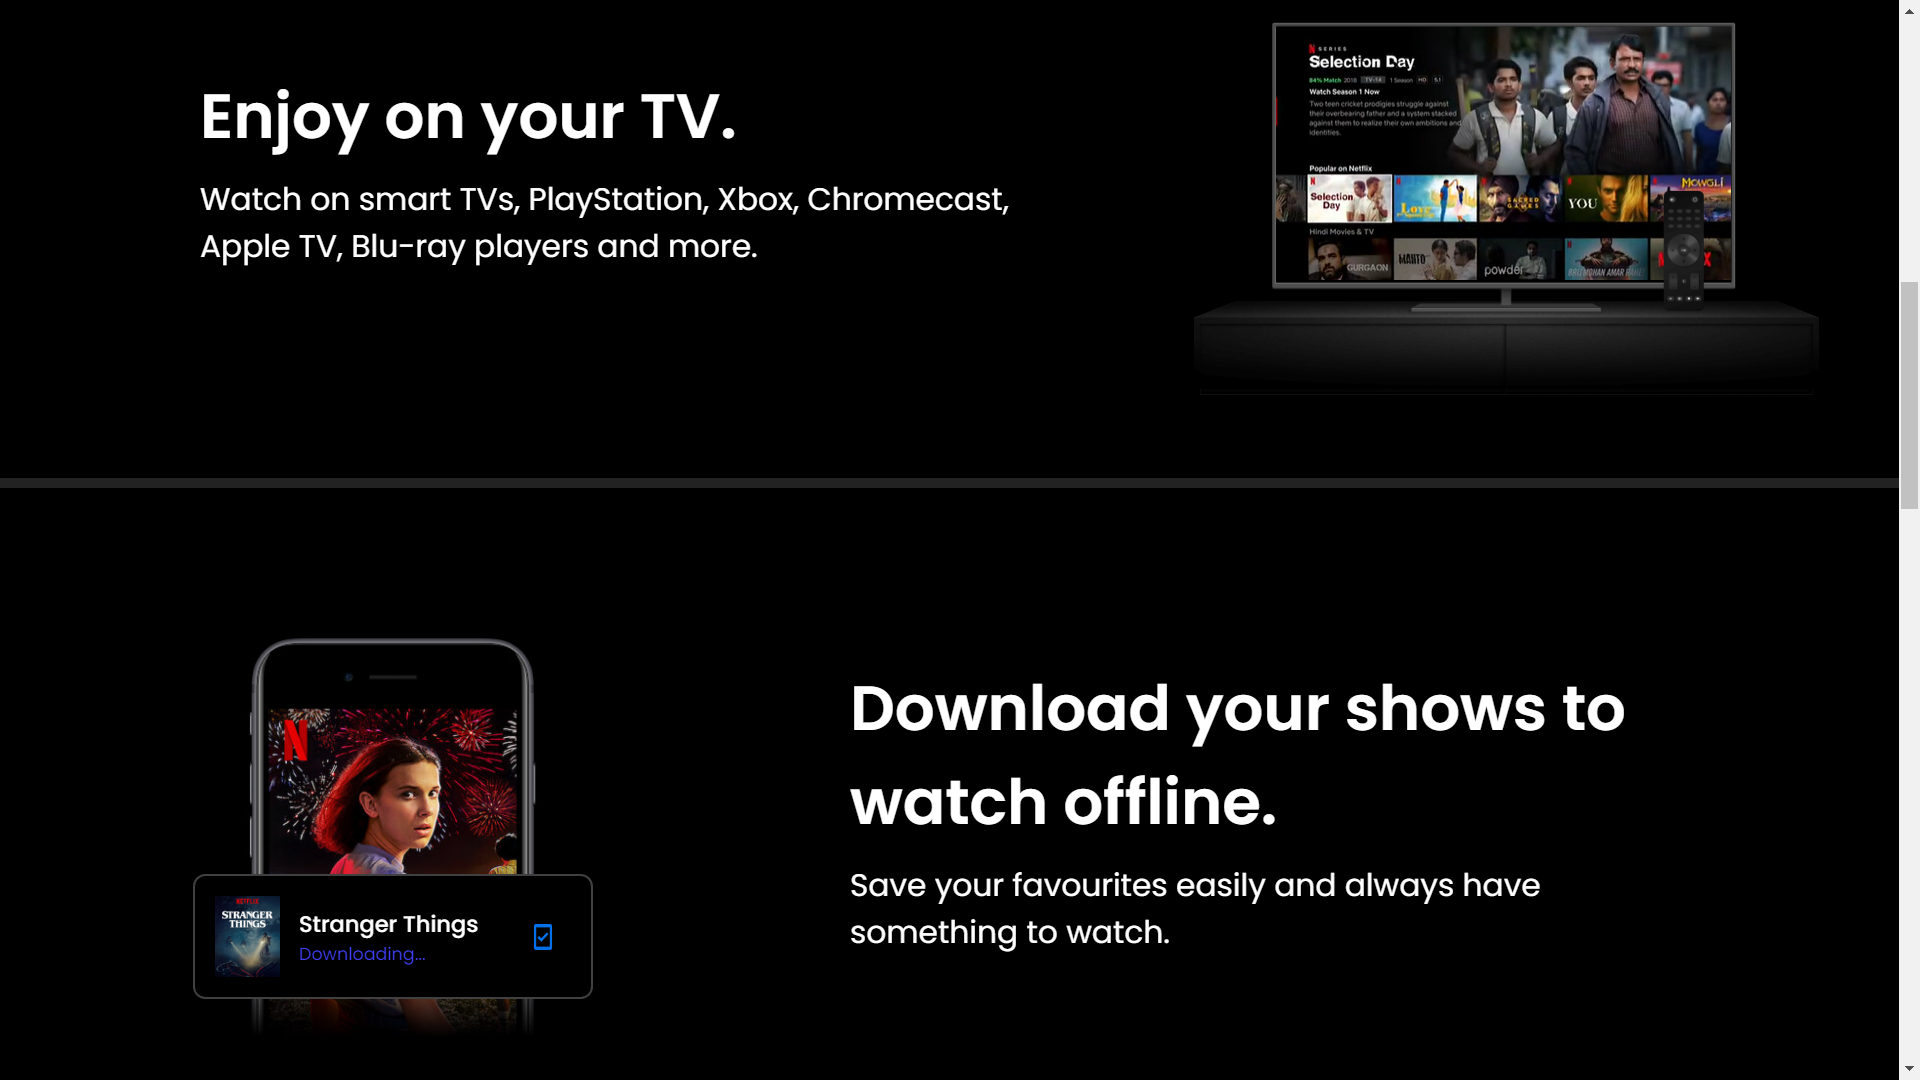 Enjoy on your TV.
Watch on smart TVs, PlayStation, Xbox, Chromecast,
Apple TV, Blu-ray players and more.
N SERIES
Selection Day
84% Match 2018 TV-14 1 Season HD 5.1
Watch Season 1 Now
Two teen cricket prodigies struggle against
their overbearing father and a system stacked
against them to realize their own ambitions and
identities.
Popular on Netflix
Selection Day
SACRED GAMES
YOU
MOWGLI
Hindi Movies & TV
GURGAON
MANTO
powder
BRIJ MOHAN AMAR RAHE!
Download your shows to
watch offline.
Save your favourites easily and always have
something to watch.
N
NETFLIX
STRANGER
THINGS
Stranger Things
Downloading...